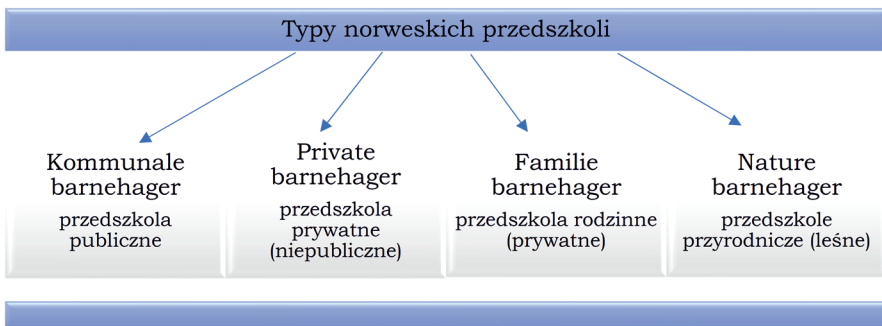 Typy norweskich przedszkoli
Kommunale
barnehager
przedszkola
publiczne
Private
barnehager
przedszkola
prywatne
(niepubliczne)
Familie
barnehager
przedszkola rodzinne
(prywatne)
Nature
barnehager
przedszkole
przyrodnicze (leśne)